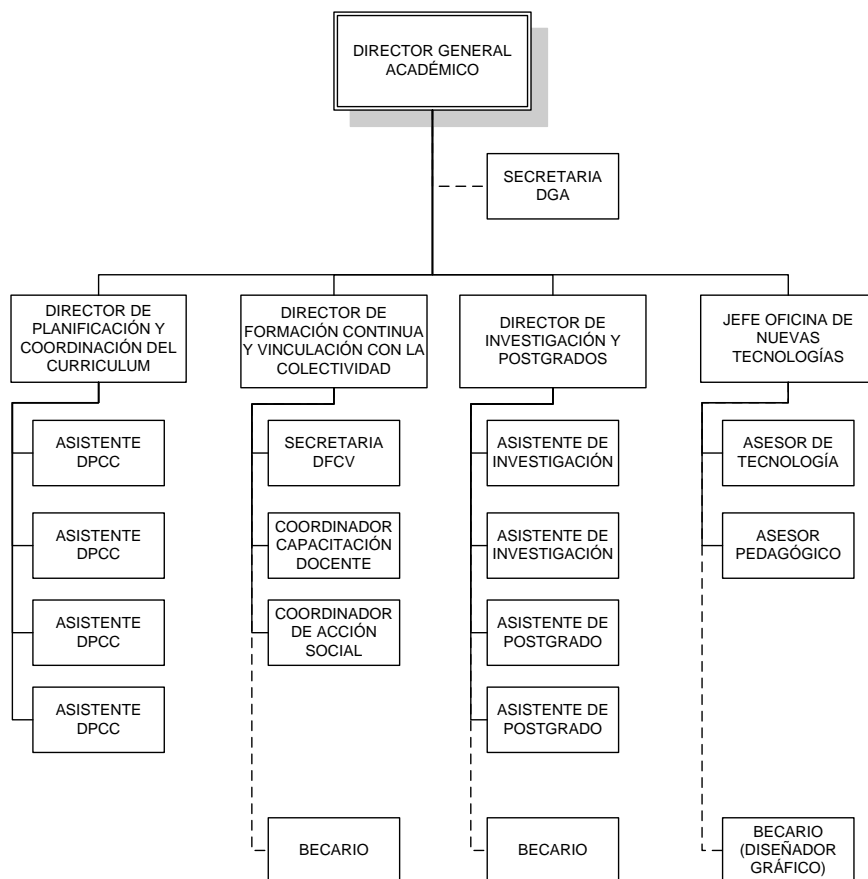 DIRECTOR GENERAL
ACADÉMICO
SECRETARIA
DGA
DIRECTOR DE
PLANIFICACIÓN Y
COORDINACIÓN DEL
CURRICULUM
DIRECTOR DE
FORMACIÓN CONTINUA
Y VINCULACIÓN CON LA
COLECTIVIDAD
DIRECTOR DE
INVESTIGACIÓN Y
POSTGRADOS
JEFE OFICINA DE
NUEVAS
TECNOLOGÍAS
ASISTENTE
DPCC
SECRETARIA
DFCV
ASISTENTE DE
INVESTIGACIÓN
ASESOR DE
TECNOLOGÍA
ASISTENTE
DPCC
COORDINADOR
CAPACITACIÓN
DOCENTE
ASISTENTE DE
INVESTIGACIÓN
ASESOR
PEDAGÓGICO
ASISTENTE
DPCC
COORDINADOR
DE ACCIÓN
SOCIAL
ASISTENTE DE
POSTGRADO
ASISTENTE
DPCC
ASISTENTE DE
POSTGRADO
BECARIO
BECARIO
BECARIO
(DISEÑADOR
GRÁFICO)